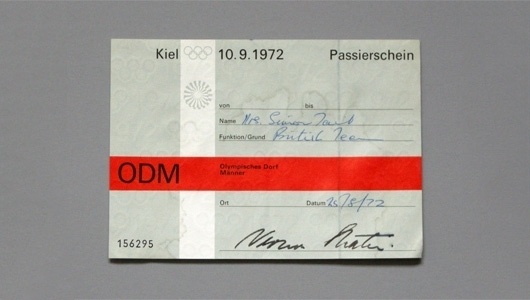 Kiel 10.9.1972 Passierschein
von bis
Name Mr. Simon
Funktion/Grund British Team
ODM Olympisches Dorf
Männer
Ort Datum 25/8/72
156295